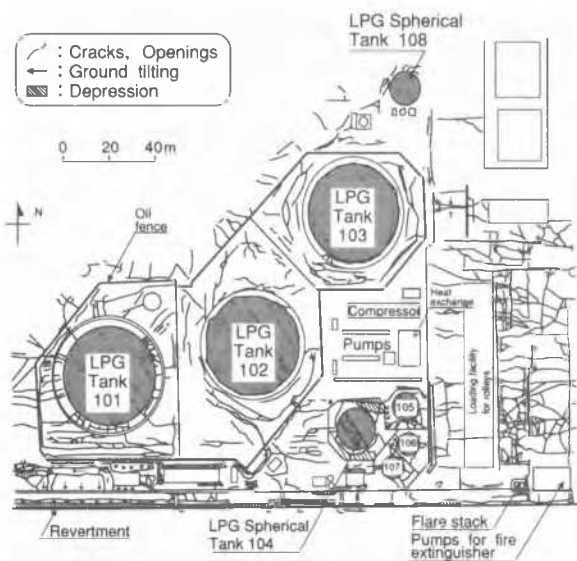 LPG Spherical
Tank 108
: Cracks, Openings
: Ground tilting
: Depression
0 20 40m
N
Oil
fence
LPG
Tank
103
Heat
exchange
Compressor
Pumps
LPG
Tank
101
LPG
Tank
102
Loading facility
for rolleys
105
106
107
Revertment
LPG Spherical
Tank 104
Flare stack
Pumps for fire
extinguisher